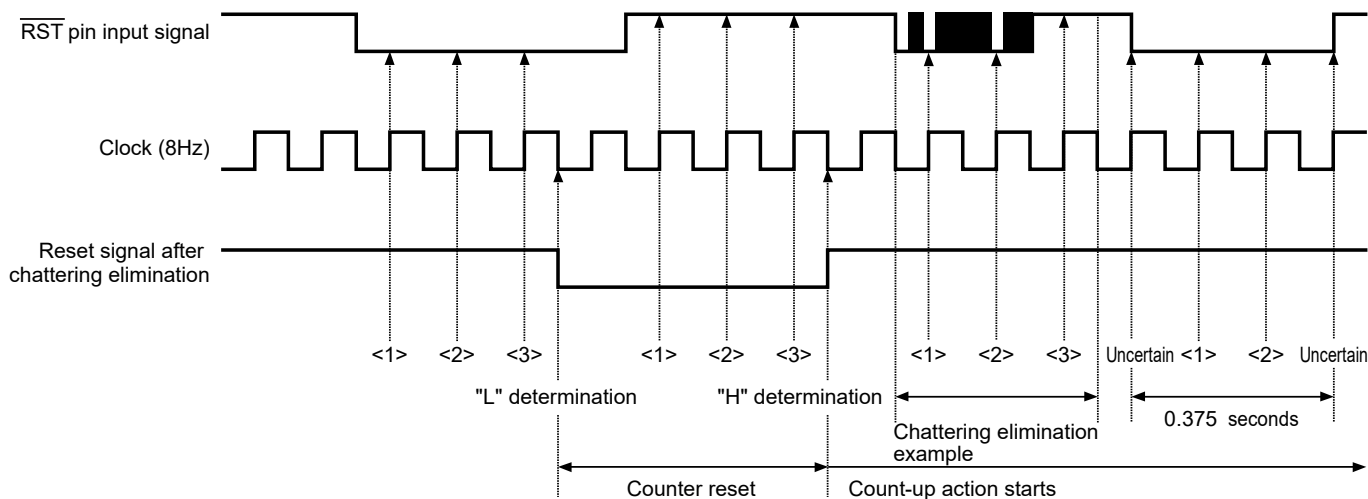 RST pin input signal
Clock (8Hz)
Reset signal after
chattering elimination
<1> <2> <3> <1> <2> <3> <1> <2> <3> Uncertain <1> <2> Uncertain
"L" determination "H" determination
0.375 seconds
Chattering elimination
example
Counter reset Count-up action starts